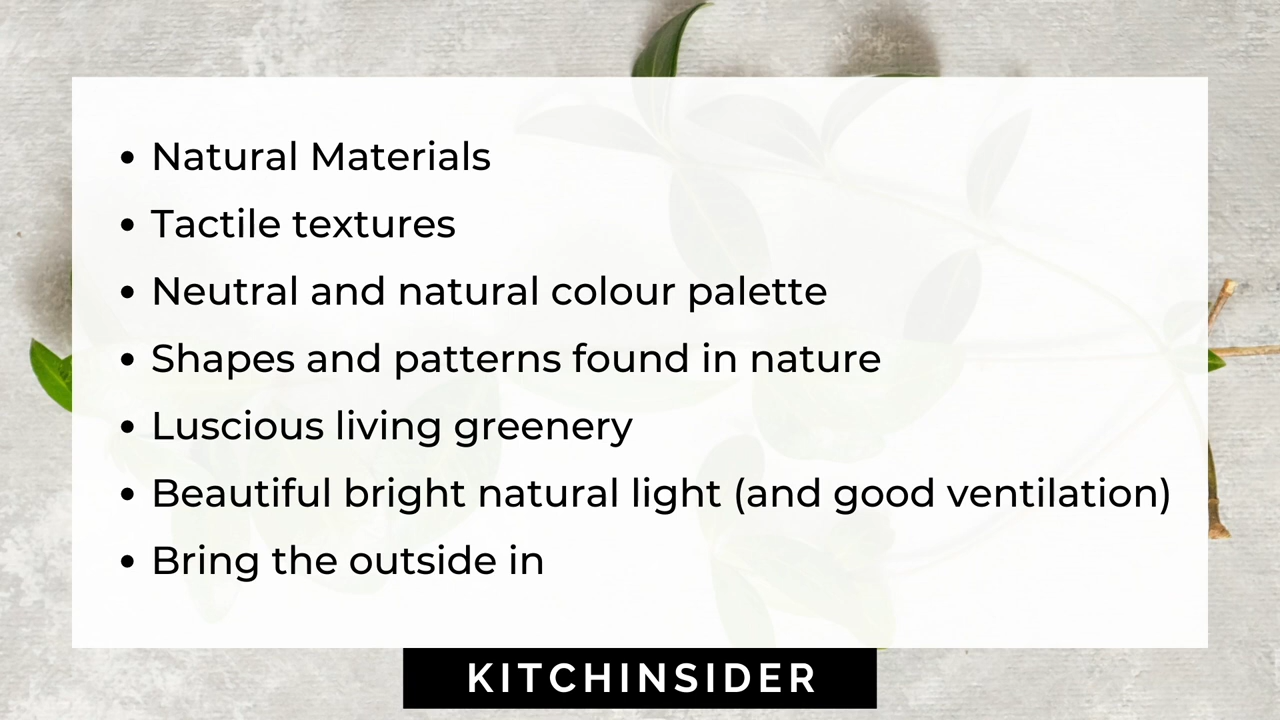 • Natural Materials
• Tactile textures
• Neutral and natural colour palette
• Shapes and patterns found in nature
• Luscious living greenery
• Beautiful bright natural light (and good ventilation)
• Bring the outside in
KITCHINSIDER